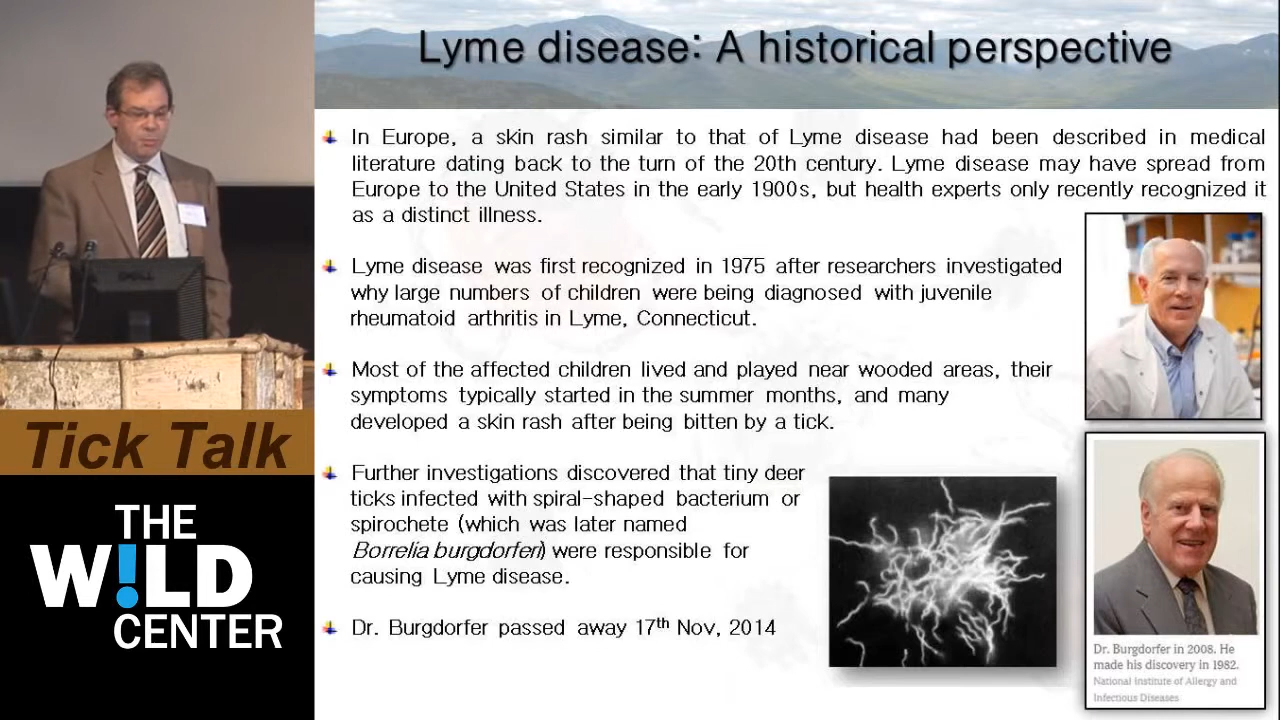 Lyme disease: A historical perspective
In Europe, a skin rash similar to that of Lyme disease had been described in medical
literature dating back to the turn of the 20th century. Lyme disease may have spread from
Europe to the United States in the early 1900s, but health experts only recently recognized it
as a distinct illness.
Lyme disease was first recognized in 1975 after researchers investigated
why large numbers of children were being diagnosed with juvenile
rheumatoid arthritis in Lyme, Connecticut.
Most of the affected children lived and played near wooded areas, their
symptoms typically started in the summer months, and many
developed a skin rash after being bitten by a tick.
Further investigations discovered that tiny deer
ticks infected with spiral-shaped bacterium or
spirochete (which was later named
Borrelia burgdorferi) were responsible for
causing Lyme disease.
Dr. Burgdorfer passed away 17th Nov, 2014
Dr. Burgdorfer in 2008. He
made his discovery in 1982.
National Institute of Allergy and
Infectious Diseases
DELL
Tick Talk
THE
W!LD
CENTER